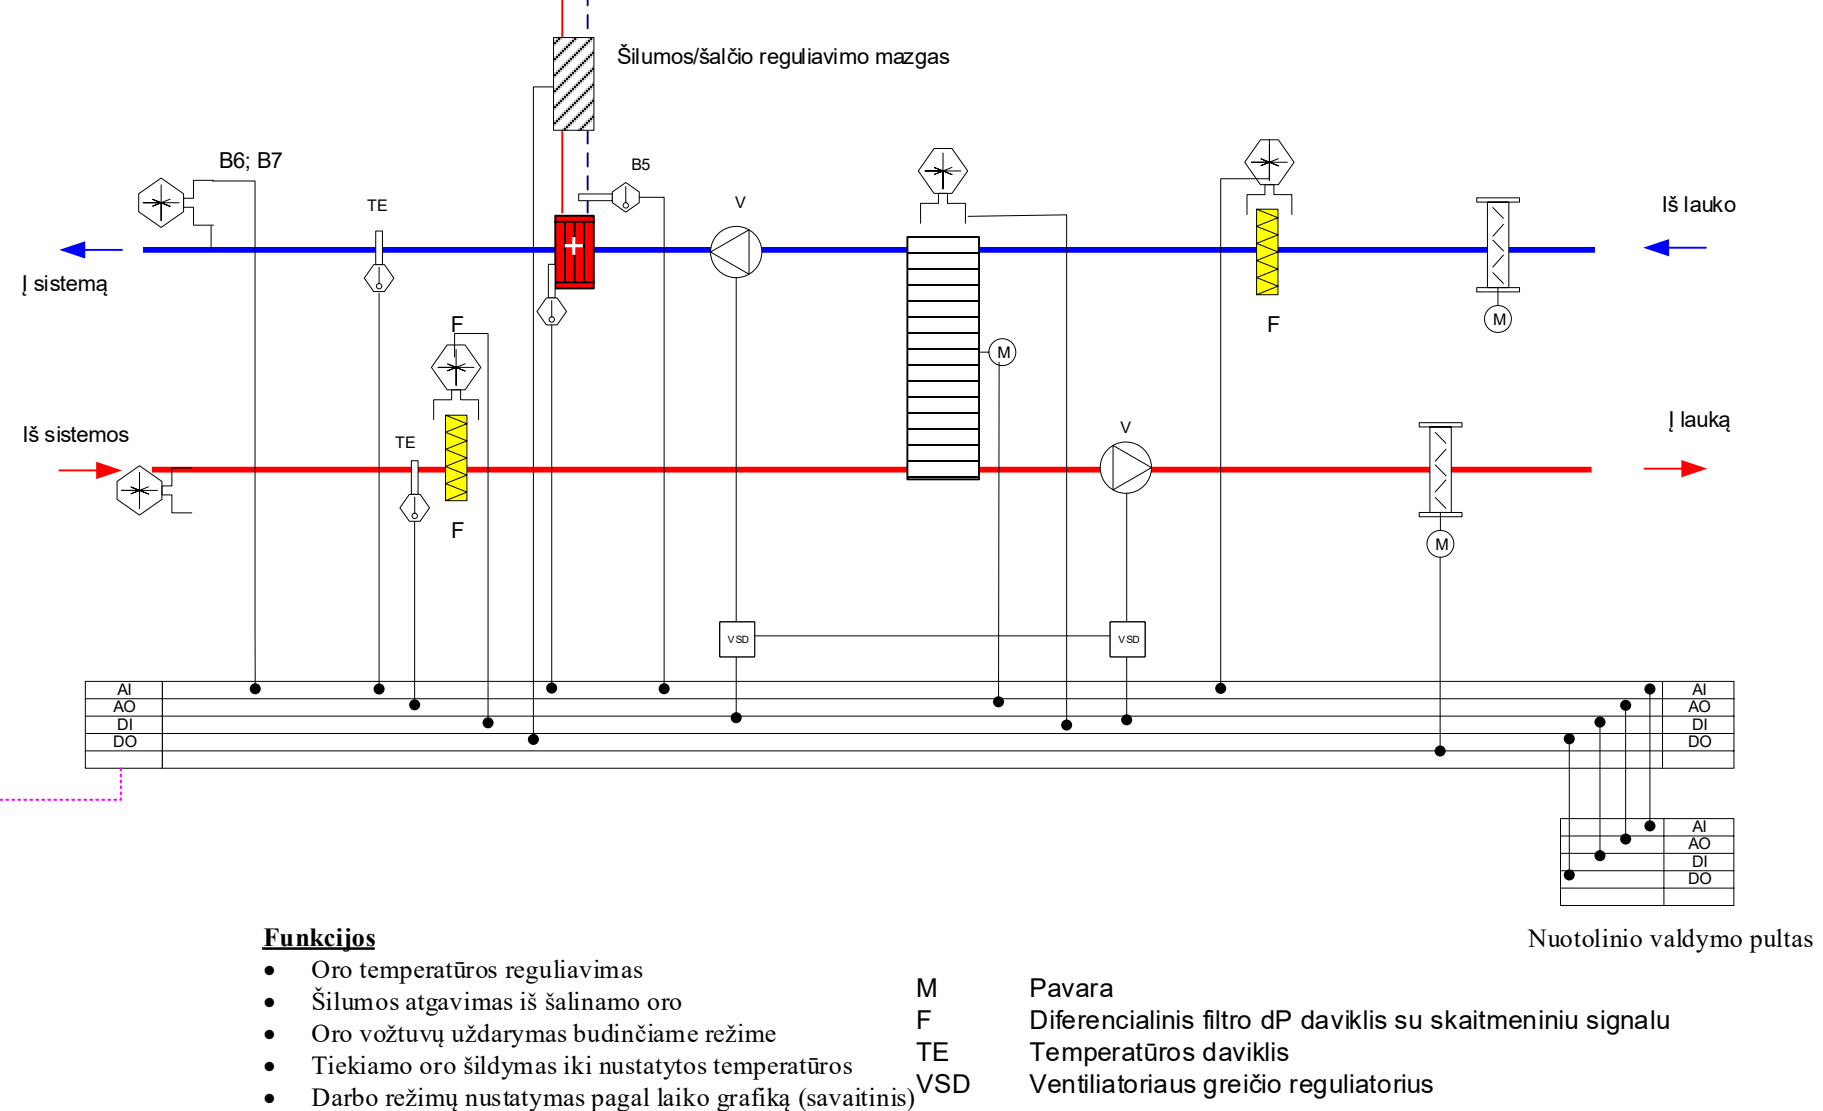 Šilumos/šalčio reguliavimo mazgas
B6; B7
B5
TE
V
Iš lauko
Į sistemą
F
F
M
M
Iš sistemos
TE
V
Į lauką
F
M
VSD
VSD
AI
AO
DI
DO
AI
AO
DI
DO
AI
AO
DI
DO
Nuotolinio valdymo pultas
Funkcijos
• Oro temperatūros reguliavimas
• Šilumos atgavimas iš šalinamo oro
• Oro vožtuvų uždarymas budinčiame režime
• Tiekiamo oro šildymas iki nustatytos temperatūros
• Darbo režimų nustatymas pagal laiko grafiką (savaitinis)
M Pavara
F Diferencialinis filtro dP daviklis su skaitmeniniu signalu
TE Temperatūros daviklis
VSD Ventiliatoriaus greičio reguliatorius